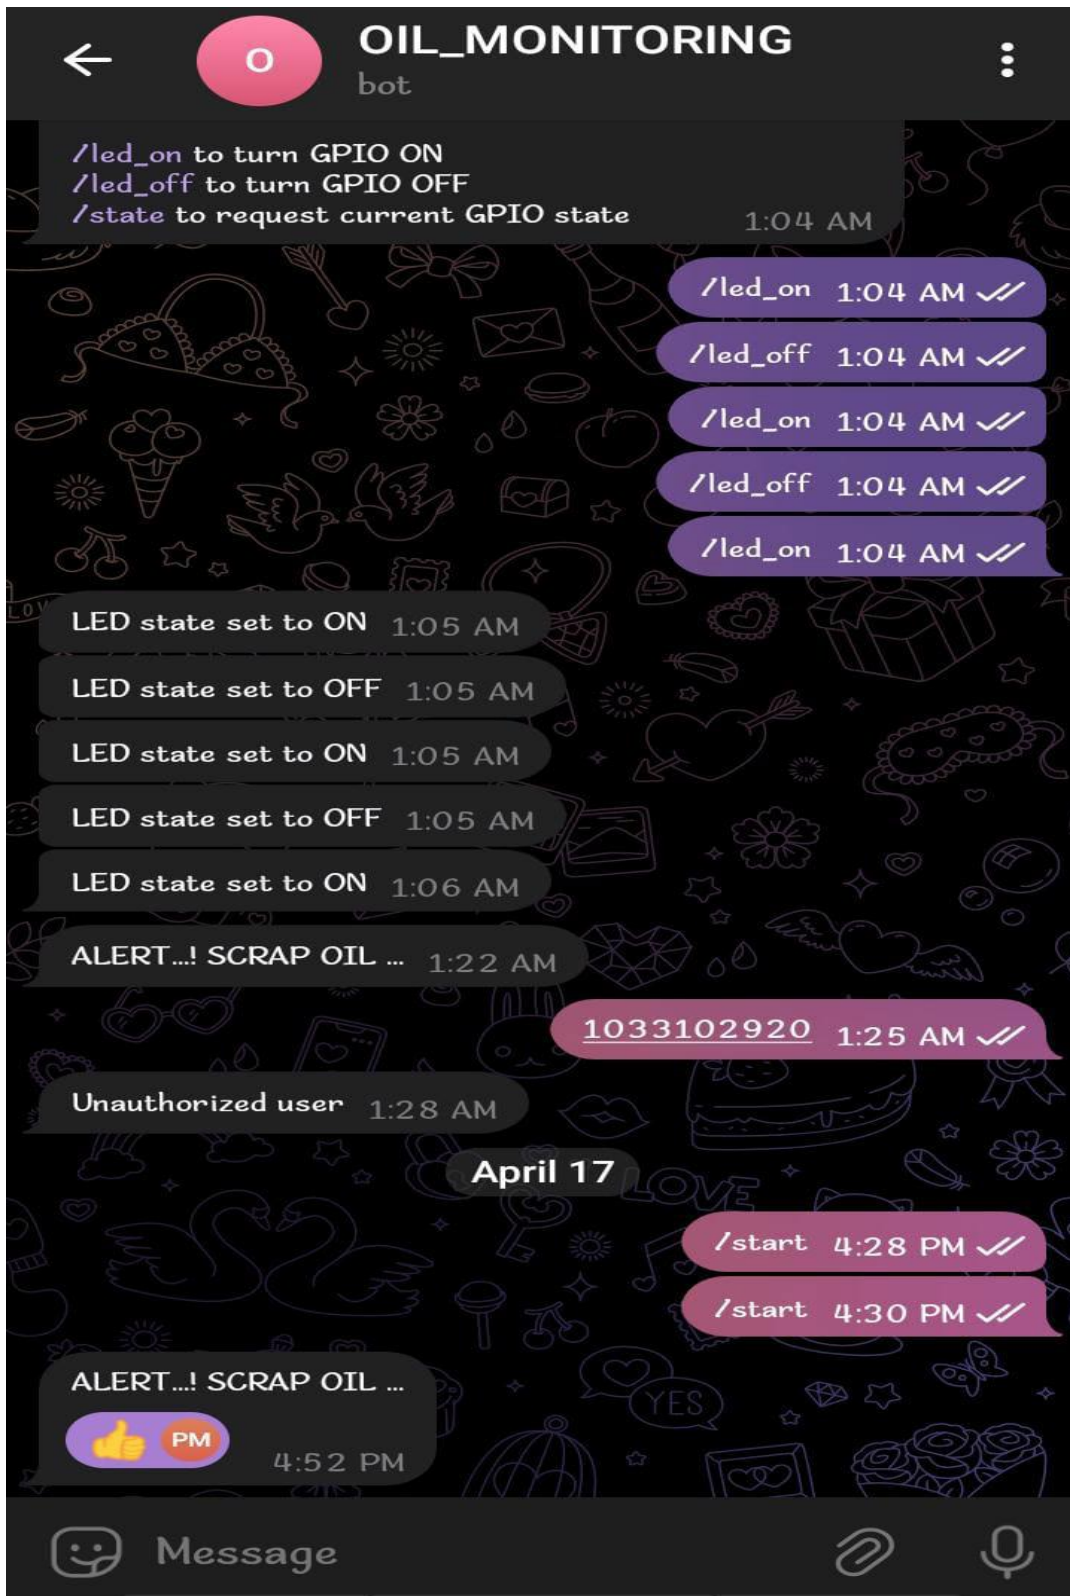 O
OIL_MONITORING
bot
/led_on to turn GPIO ON
/led_off to turn GPIO OFF
/state to request current GPIO state 1:04 AM
/led_on 1:04 AM
/led_off 1:04 AM
/led_on 1:04 AM
/led_off 1:04 AM
/led_on 1:04 AM
LED state set to ON 1:05 AM
LED state set to OFF 1:05 AM
LED state set to ON 1:05 AM
LED state set to OFF 1:05 AM
LED state set to ON 1:06 AM
ALERT...! SCRAP OIL ... 1:22 AM
1033102920 1:25 AM
Unauthorized user 1:28 AM
April 17
LOVE
/start 4:28 PM
/start 4:30 PM
ALERT...! SCRAP OIL ...
YES
PM
4:52 PM
Message